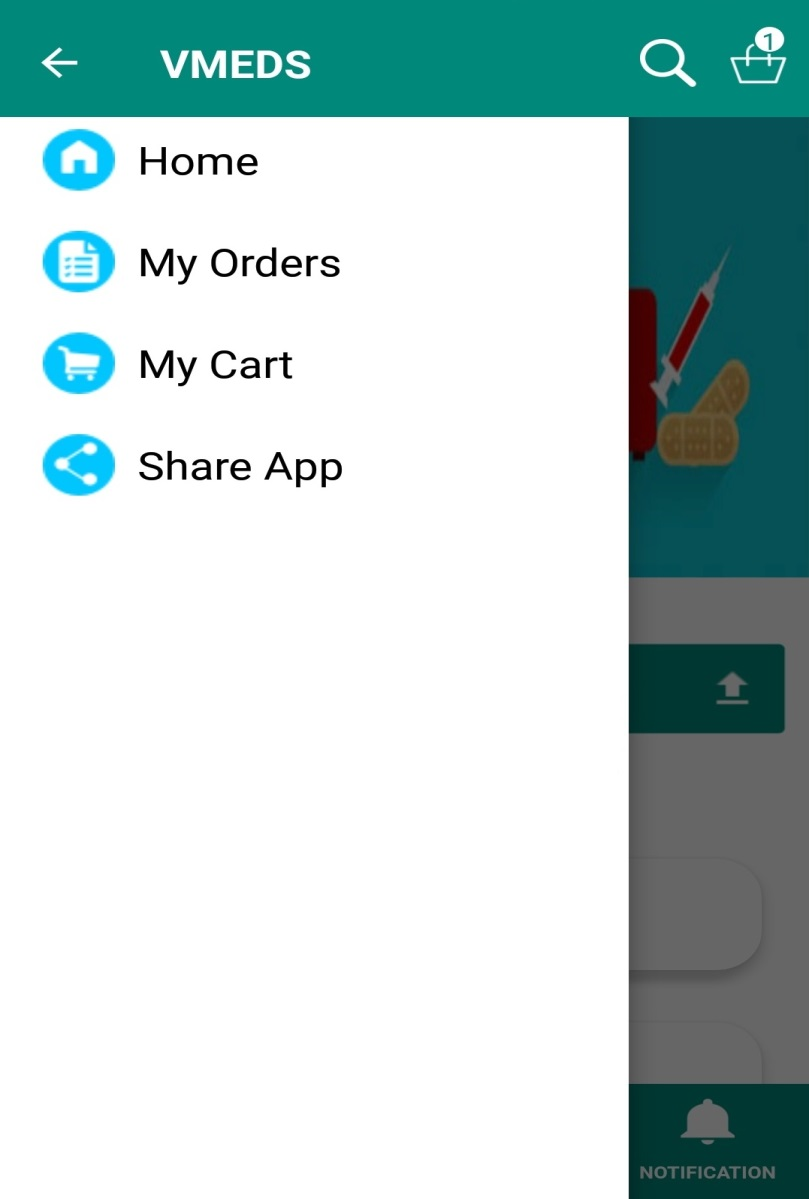 VMEDS
1
Home
My Orders
My Cart
Share App
NOTIFICATION